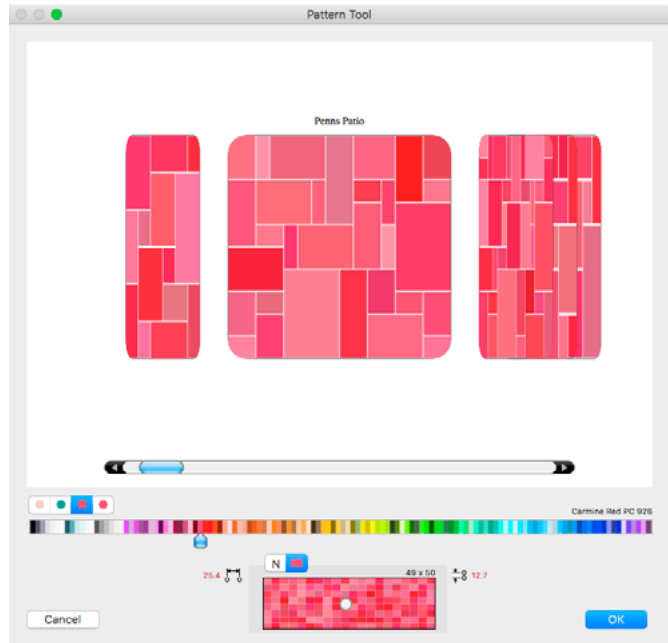 Pattern Tool
Penns Patio
Carmine Red PC 926
N
49 x 50
25.4
12.7
Cancel
OK